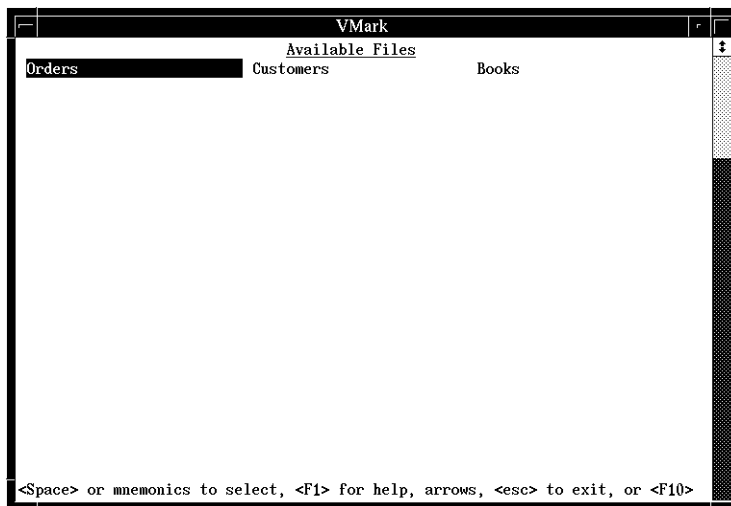 VMark
Available Files
Orders Customers Books
<Space> or mnemonics to select, <F1> for help, arrows, <esc> to exit, or <F10>